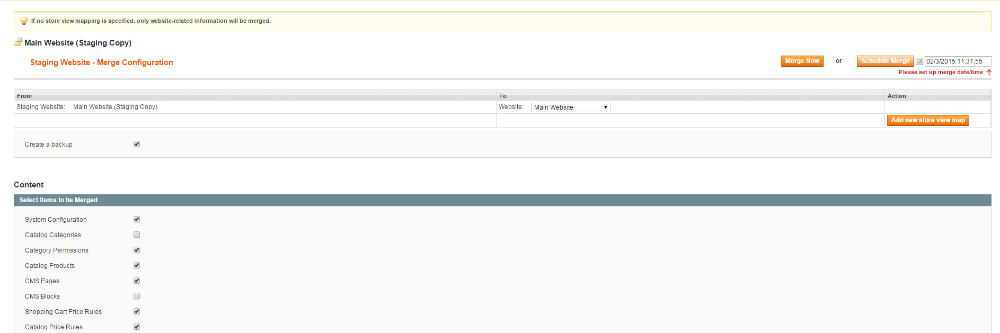 If no store view mapping is specified, only website-related information will be merged.
Main Website (Staging Copy)
Staging Website - Merge Configuration
Merge Now or Schedule Merge 02/3/2015 11:31:55
Please set up merge date/time ↑
From To Action
Staging Website: Main Website (Staging Copy) Website: Main Website
Add new store view map
Create a backup
Content
Select Items to be Merged
System Configuration
Catalog Categories
Category Permissions
Catalog Products
CMS Pages
CMS Blocks
Shopping Cart Price Rules
Catalog Price Rules